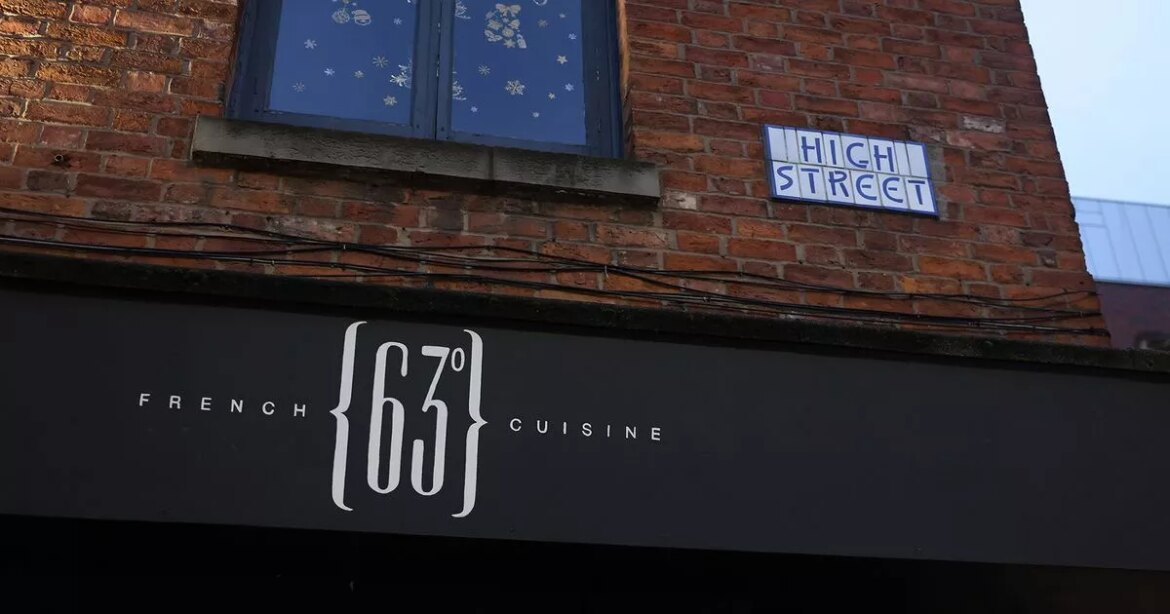 HIGH
STREET
FRENCH {63°} CUISINE